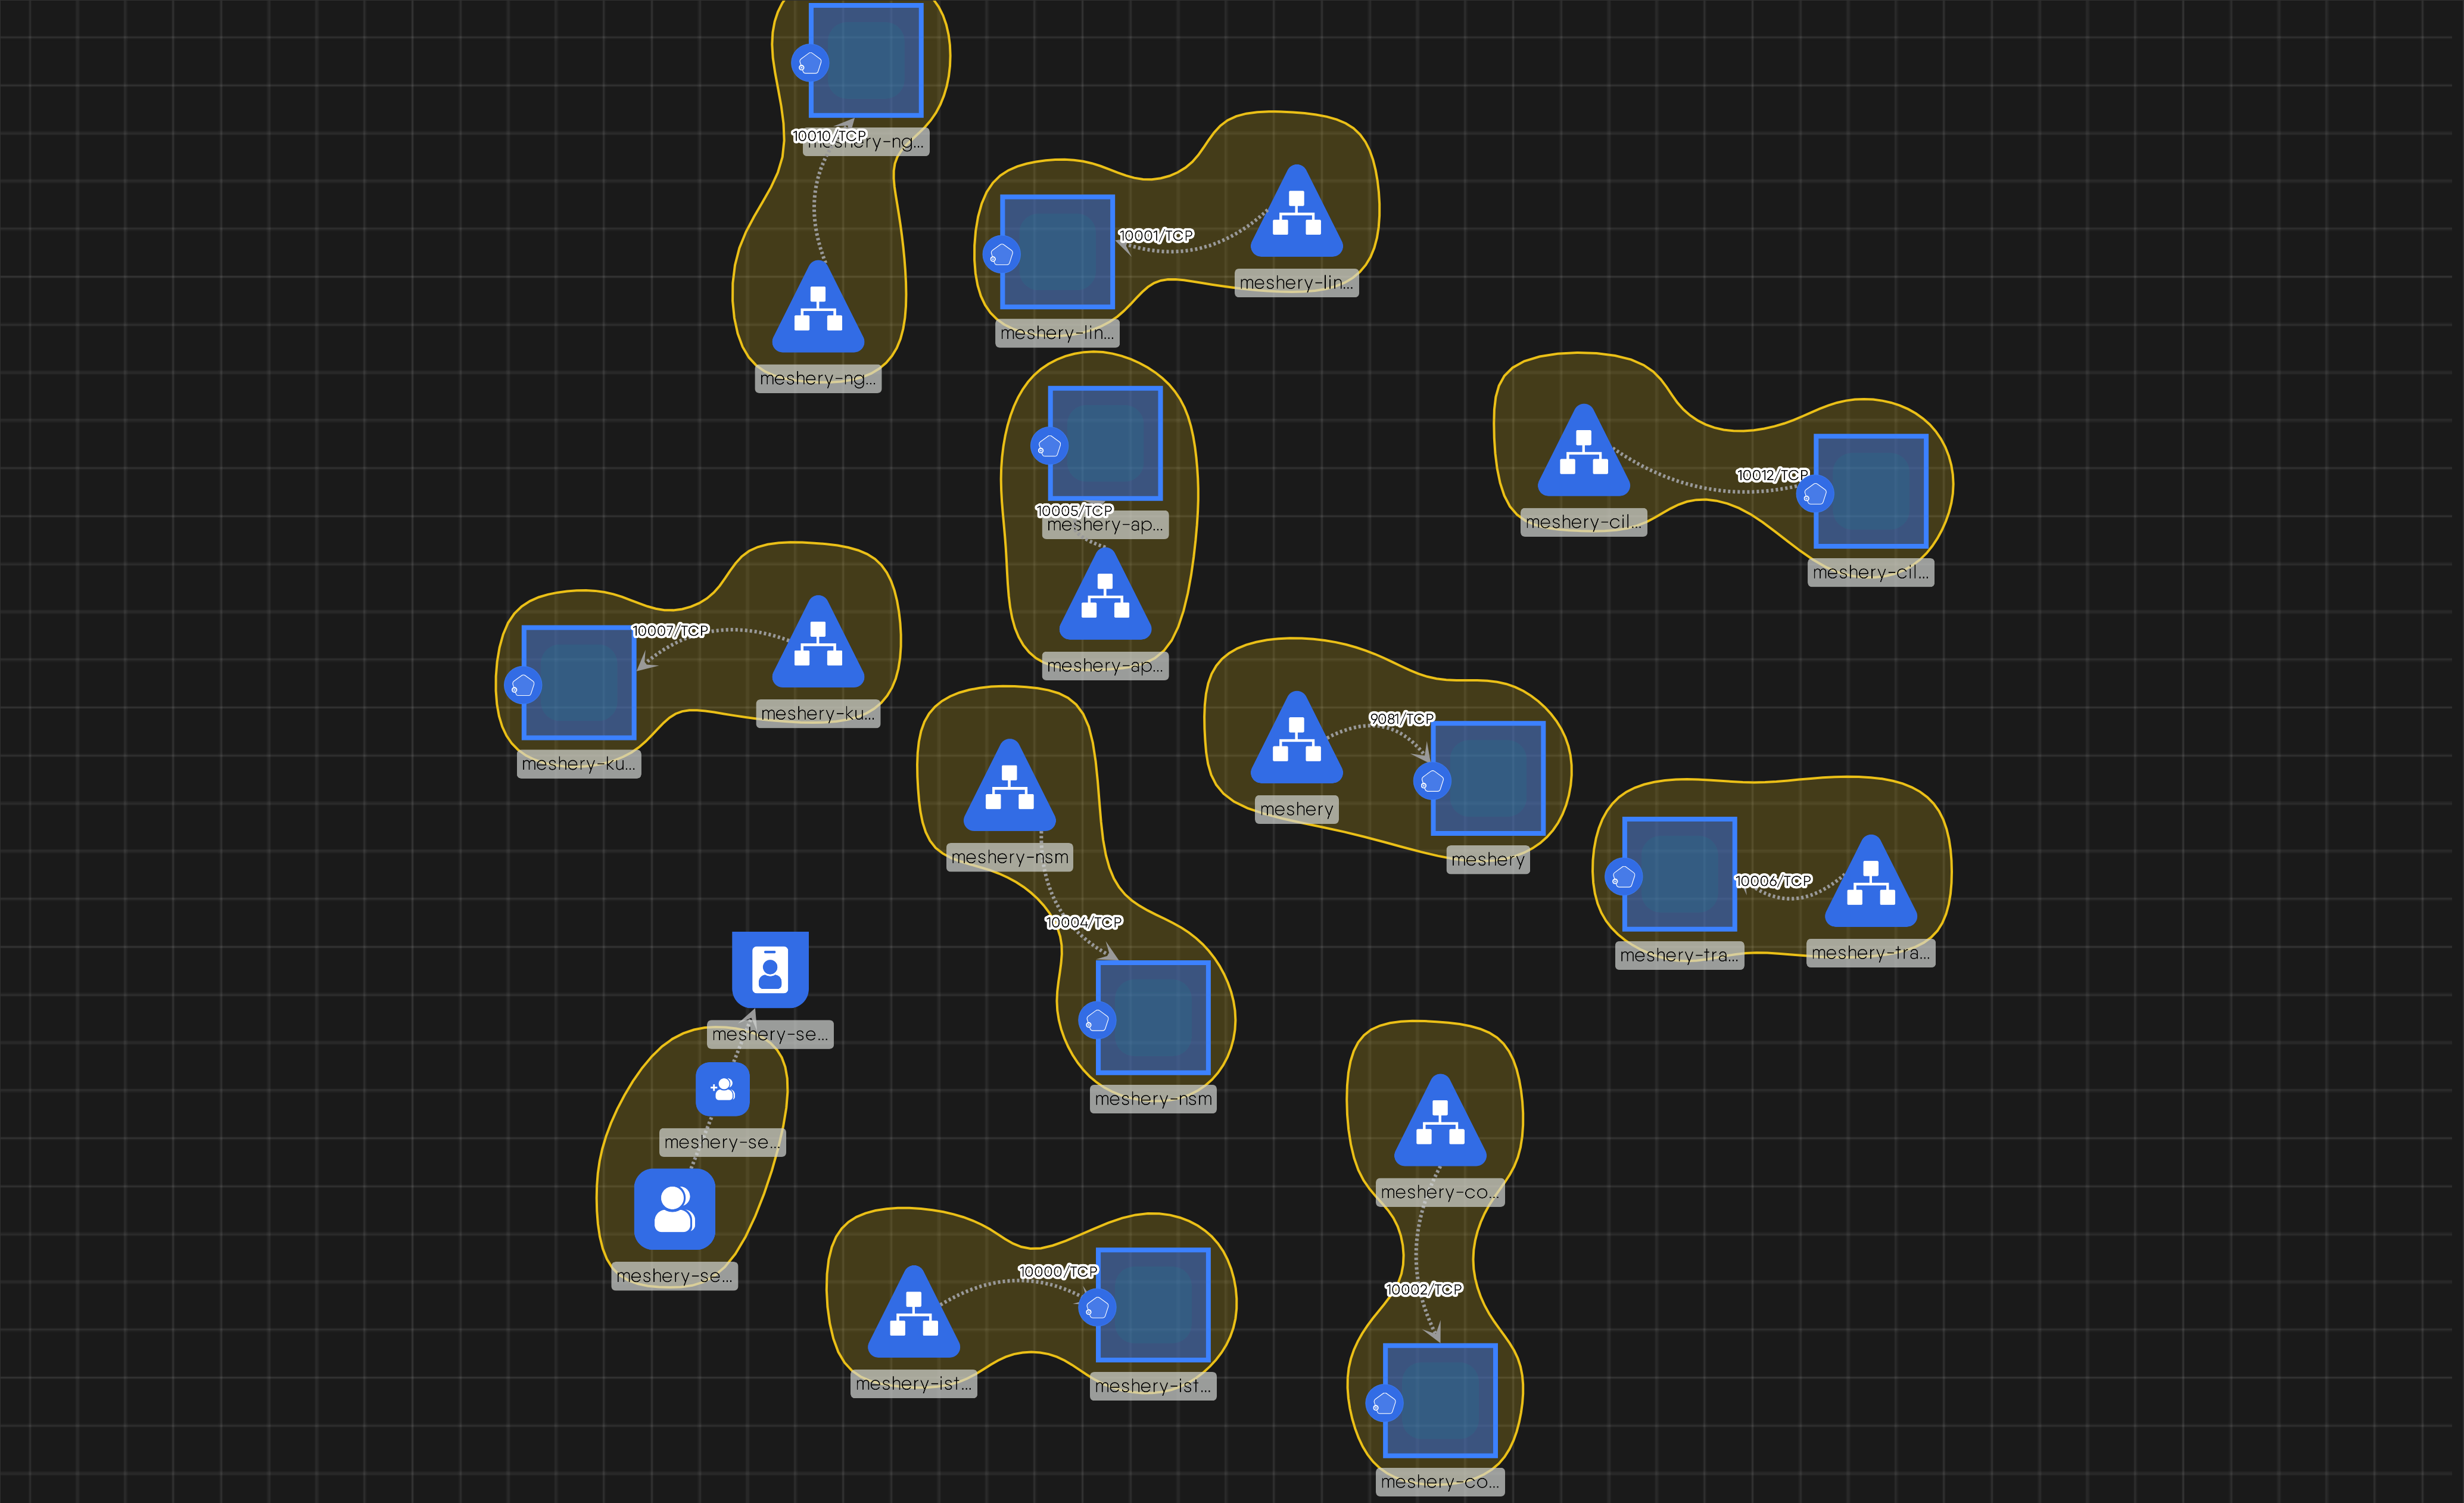 10010/TCP
meshery-ng...
meshery-ng...
10001/TCP
meshery-lin...
meshery-lin...
10005/TCP
meshery-ap...
meshery-ap...
10012/TCP
meshery-cil...
meshery-cil...
10007/TCP
meshery-ku...
meshery-ku...
9081/TCP
meshery
meshery
meshery-nsm
10004/TCP
meshery-nsm
10006/TCP
meshery-tra...
meshery-tra...
meshery-se...
meshery-se...
meshery-se...
10000/TCP
meshery-ist...
meshery-ist...
meshery-co...
10002/TCP
meshery-co...